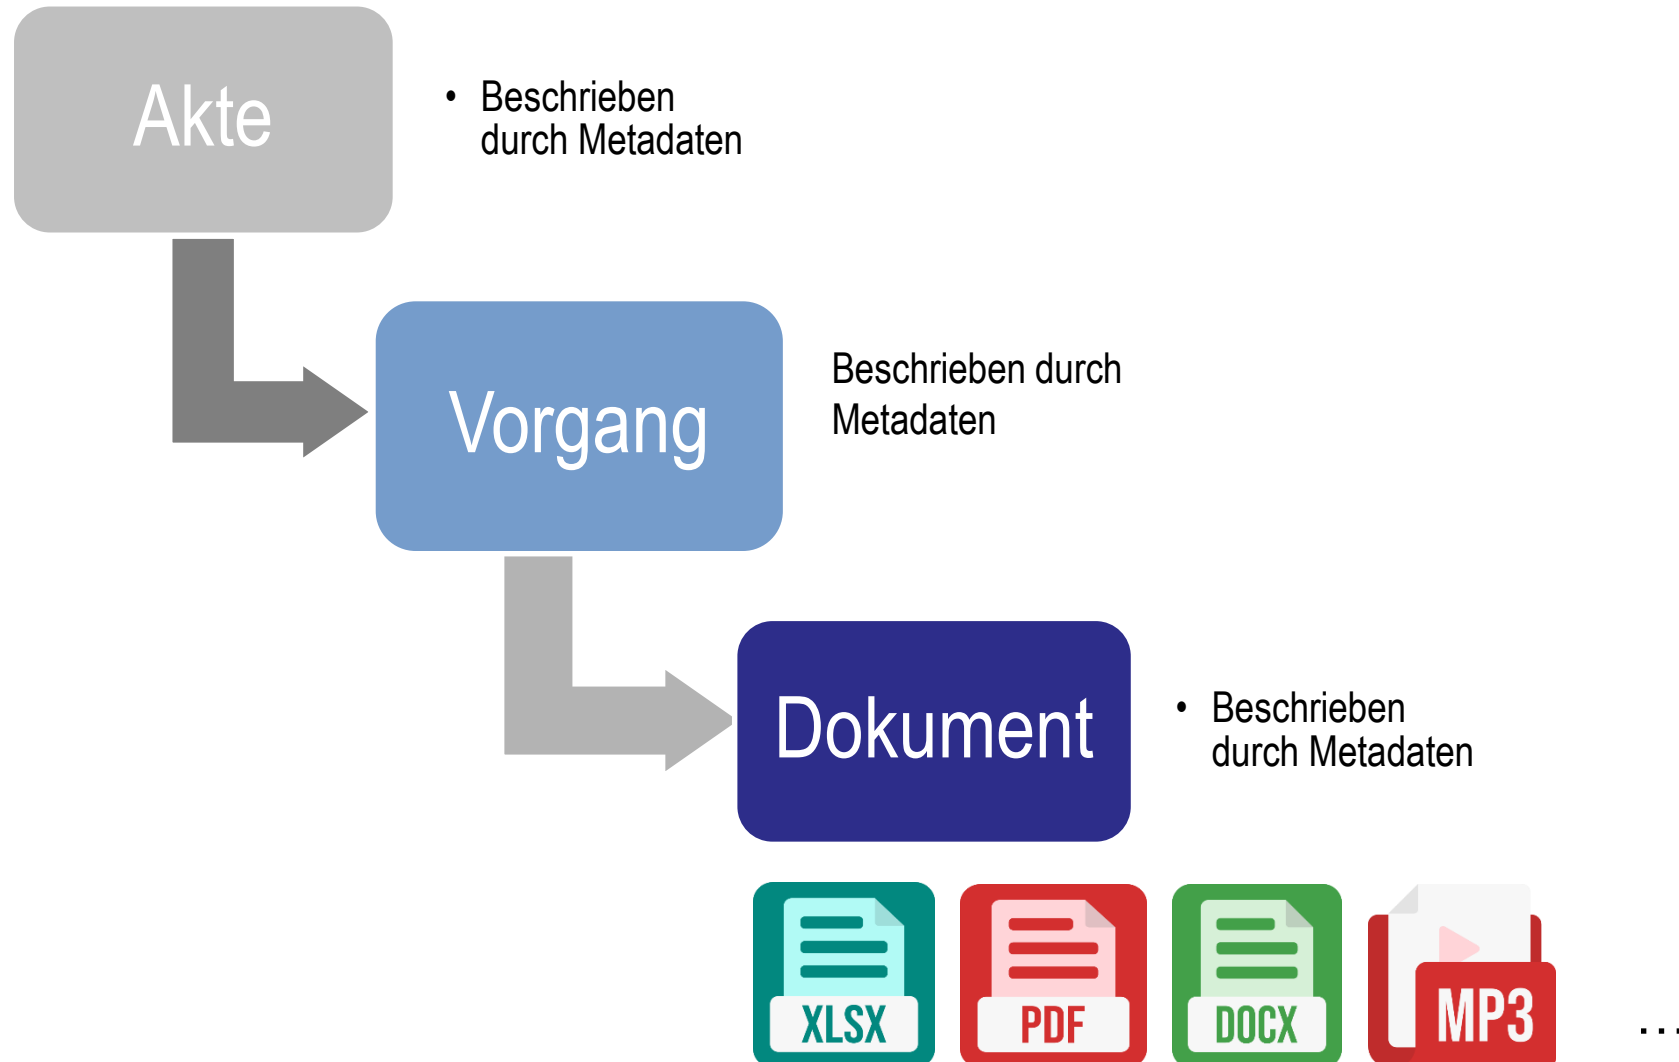 Akte
• Beschrieben
durch Metadaten
Vorgang
Beschrieben durch
Metadaten
Dokument
• Beschrieben
durch Metadaten
XLSX
PDF
DOCX
MP3
...